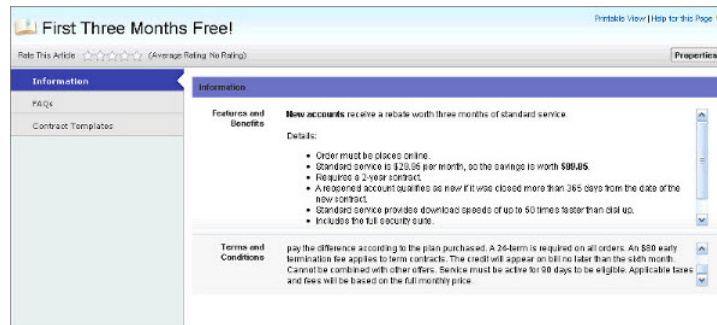 First Three Months Free!
Printable View | Help for this Page
Rate This Article (Average Rating: No Rating)
Properties
Information
FAQs
Contract Templates
Information
Features and Benefits
New accounts receive a rebate worth three months of standard service.
Details:
• Order must be places online.
• Standard service is $29.95 per month, so the savings is worth $89.85.
• Requires a 2-year contract.
• A reopened account qualifies as new if it was closed more than 365 days from the date of the
new contract.
• Standard service provides download speeds of up to 50 times faster than dial up.
• Includes the full security suite.
Terms and Conditions
pay the difference according to the plan purchased. A 24-term is required on all orders. An $80 early
termination fee applies to term contracts. The credit will appear on bill no later than the sixth month.
Cannot be combined with other offers. Service must be active for 90 days to be eligible. Applicable taxes
and fees will be based on the full monthly price.